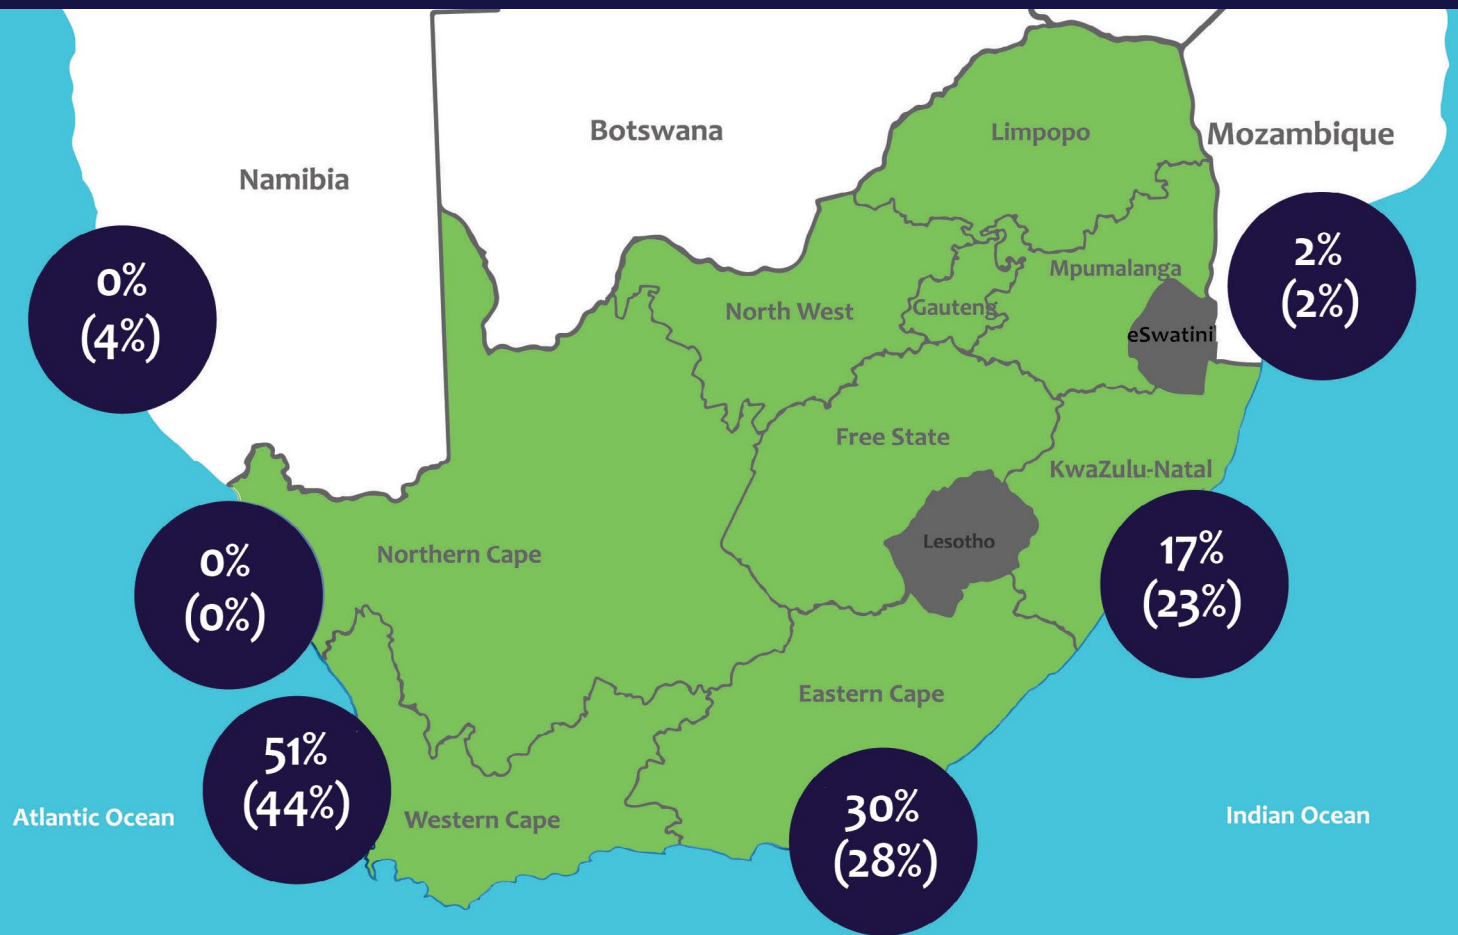 Botswana
Limpopo
Mozambique
Namibia
0%
(4%)
2%
(2%)
Mpumalanga
North West
Gauteng
eSwatini
Free State
KwaZulu-Natal
Northern Cape
Lesotho
0%
(0%)
17%
(23%)
Eastern Cape
51%
(44%)
Atlantic Ocean
Western Cape
30%
(28%)
Indian Ocean